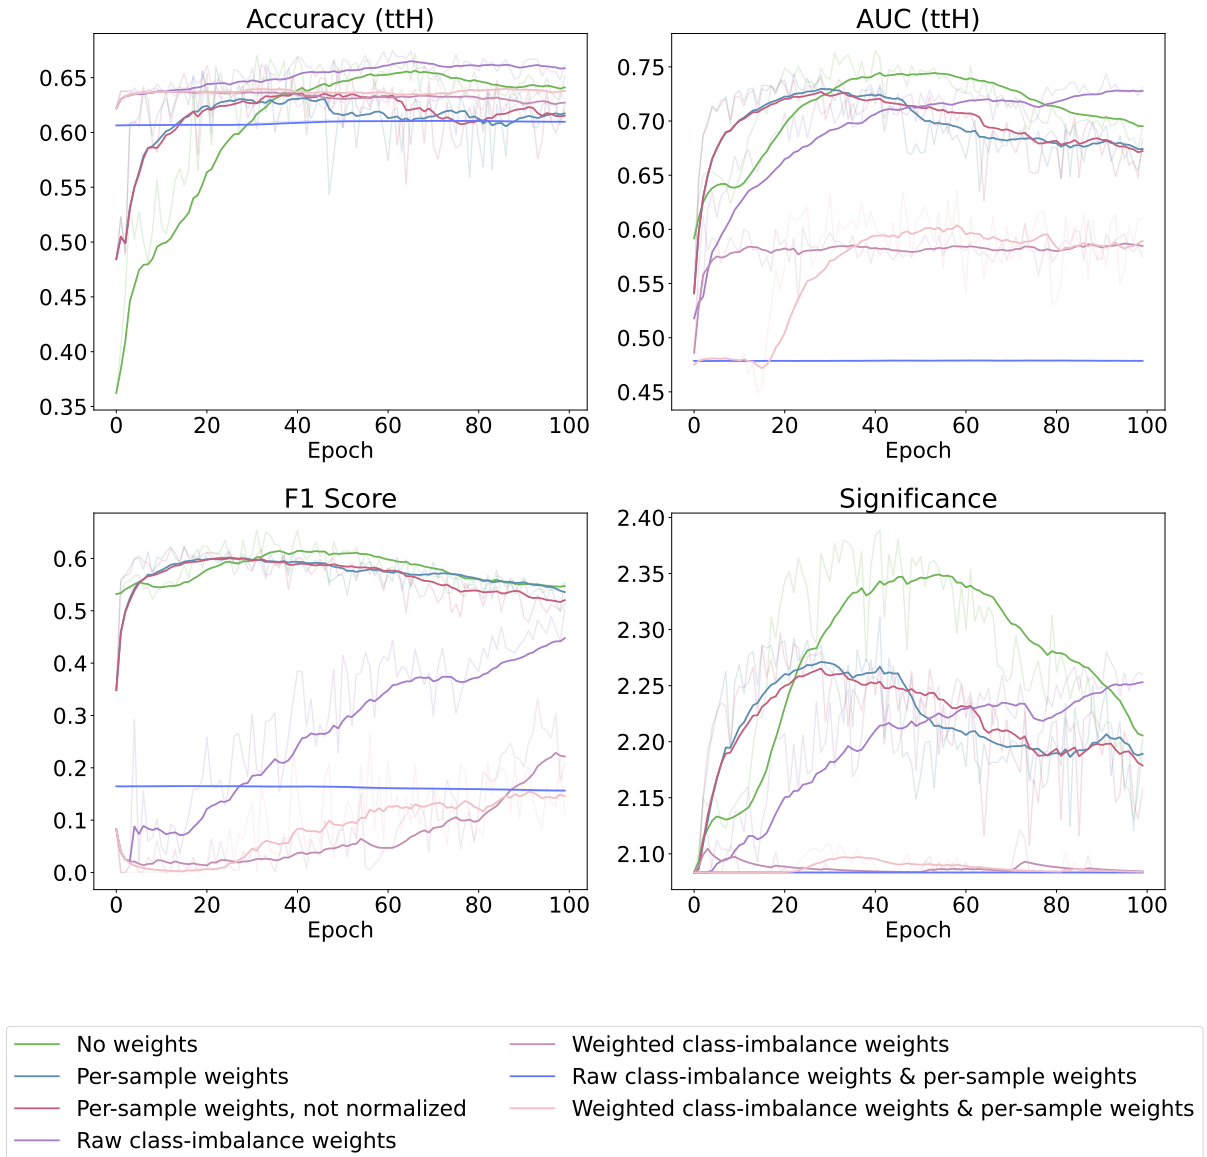 Accuracy (ttH)
0.65
0.60
0.55
0.50
0.45
0.40
0.35
0 20 40 60 80 100
Epoch
AUC (ttH)
0.75
0.70
0.65
0.60
0.55
0.50
0.45
0 20 40 60 80 100
Epoch
F1 Score
0.6
0.5
0.4
0.3
0.2
0.1
0.0
0 20 40 60 80 100
Epoch
Significance
2.40
2.35
2.30
2.25
2.20
2.15
2.10
0 20 40 60 80 100
Epoch
No weights
Per-sample weights
Per-sample weights, not normalized
Raw class-imbalance weights
Weighted class-imbalance weights
Raw class-imbalance weights & per-sample weights
Weighted class-imbalance weights & per-sample weights